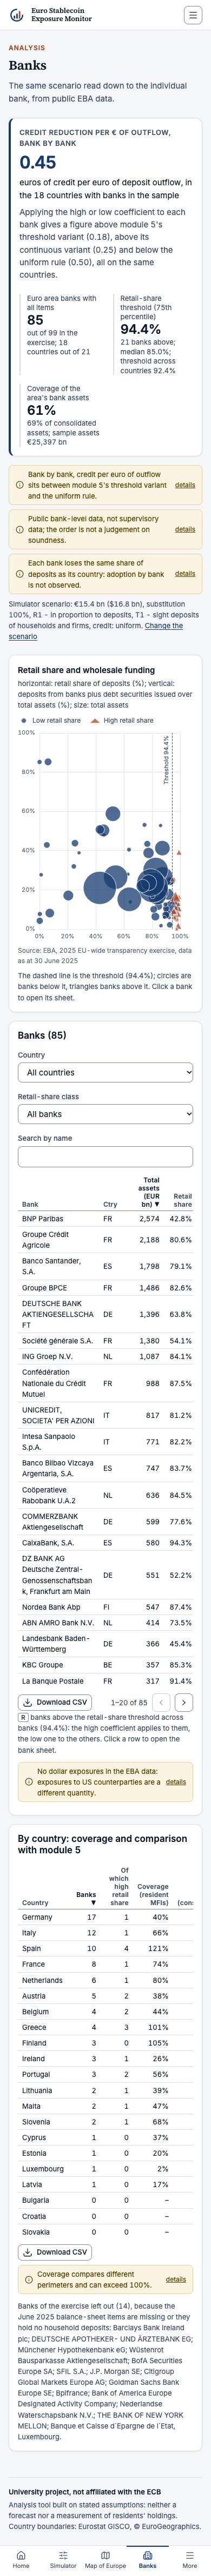 Euro Stablecoin
Exposure Monitor
ANALYSIS
Banks
The same scenario read down to the individual
bank, from public EBA data.
CREDIT REDUCTION PER € OF OUTFLOW,
BANK BY BANK
0.45
euros of credit per euro of deposit outflow, in
the 18 countries with banks in the sample
Applying the high or low coefficient to each
bank gives a figure above module 5's
threshold variant (0.18), above its
continuous variant (0.25) and below the
uniform rule (0.50), all on the same
countries.
Euro area banks with
all items
85
out of 99 in the
exercise; 18
countries out of 21
Retail-share
threshold (75th
percentile)
94.4%
21 banks above;
median 85.0%;
threshold across
countries 92.4%
Coverage of the
area's bank assets
61%
69% of consolidated
assets; sample assets
€25,397 bn
Bank by bank, credit per euro of outflow
sits between module 5's threshold variant
and the uniform rule.
details
Public bank-level data, not supervisory
data; the order is not a judgement on
soundness.
details
Each bank loses the same share of
deposits as its country: adoption by bank
is not observed.
details
Simulator scenario: €15.4 bn ($16.8 bn), substitution
100%, R1 - in proportion to deposits, T1 - sight deposits
of households and firms, credit: uniform. Change the
scenario
Retail share and wholesale funding
horizontal: retail share of deposits (%); vertical:
deposits from banks plus debt securities issued over
total assets (%); size: total assets
Low retail share
High retail share
100%
80%
60%
40%
20%
0%
Threshold 94.4%
0% 20% 40% 60% 80% 100%
Source: EBA, 2025 EU-wide transparency exercise, data
as at 30 June 2025
The dashed line is the threshold (94.4%); circles are
banks below it, triangles banks above it. Click a bank
to open its sheet.
Banks (85)
Country
All countries
Retail-share class
All banks
Search by name
Bank Ctry Total assets (EUR bn) ▼ Retail share
BNP Paribas FR 2,574 42.8%
Groupe Crédit
Agricole FR 2,188 80.6%
Banco Santander,
S.A. ES 1,798 79.1%
Groupe BPCE FR 1,486 82.6%
DEUTSCHE BANK
AKTIENGESELLSCHA
FT DE 1,396 63.8%
Société générale S.A. FR 1,380 54.1%
ING Groep N.V. NL 1,087 84.1%
Confédération
Nationale du Crédit
Mutuel FR 988 87.5%
UNICREDIT,
SOCIETA' PER AZIONI IT 817 81.2%
Intesa Sanpaolo
S.p.A. IT 771 82.2%
Banco Bilbao Vizcaya
Argentaria, S.A. ES 747 83.7%
Coöperatieve
Rabobank U.A.2 NL 636 84.5%
COMMERZBANK
Aktiengesellschaft DE 599 77.6%
CaixaBank, S.A. ES 580 94.3%
DZ BANK AG
Deutsche Zentral-
Genossenschaftsban
k, Frankfurt am Main DE 551 52.2%
Nordea Bank Abp FI 547 87.4%
ABN AMRO Bank N.V. NL 414 73.5%
Landesbank Baden-
Württemberg DE 366 45.4%
KBC Groupe BE 357 85.3%
La Banque Postale FR 317 91.4%
Download CSV
1–20 of 85
R banks above the retail-share threshold across
banks (94.4%): the high coefficient applies to them,
the low one to the others. Click a row to open the
bank sheet.
No dollar exposures in the EBA data:
exposures to US counterparties are a
different quantity.
details
By country: coverage and comparison
with module 5
Country Banks ▼ Of which high retail share Coverage (resident MFIs) (con
Germany 17 1 40%
Italy 12 1 66%
Spain 10 4 121%
France 8 1 74%
Netherlands 6 1 80%
Austria 5 2 38%
Belgium 4 2 44%
Greece 4 3 101%
Finland 3 0 105%
Ireland 3 1 26%
Portugal 3 2 56%
Lithuania 2 1 39%
Malta 2 1 47%
Slovenia 2 1 68%
Cyprus 1 0 37%
Estonia 1 0 20%
Luxembourg 1 0 2%
Latvia 1 0 17%
Bulgaria 0 0 –
Croatia 0 0 –
Slovakia 0 0 –
Download CSV
Coverage compares different
perimeters and can exceed 100%.
details
Banks of the exercise left out (14), because the
June 2025 balance-sheet items are missing or they
hold no household deposits: Barclays Bank Ireland
plc; DEUTSCHE APOTHEKER- UND ÄRZTEBANK EG;
Münchener Hypothekenbank eG; Wüstenrot
Bausparkasse Aktiengesellschaft; BofA Securities
Europe SA; SFIL S.A.; J.P. Morgan SE; Citigroup
Global Markets Europe AG; Goldman Sachs Bank
Europe SE; Bpifrance; Bank of America Europe
Designated Activity Company; Nederlandse
Waterschapsbank N.V.; THE BANK OF NEW YORK
MELLON; Banque et Caisse d´Epargne de l´Etat,
Luxembourg.
University project, not affiliated with the ECB
Analysis tool built on stated assumptions: neither a
forecast nor a measurement of residents' holdings.
Country boundaries: Eurostat GISCO, © EuroGeographics.
Home Simulator Map of Europe Banks More